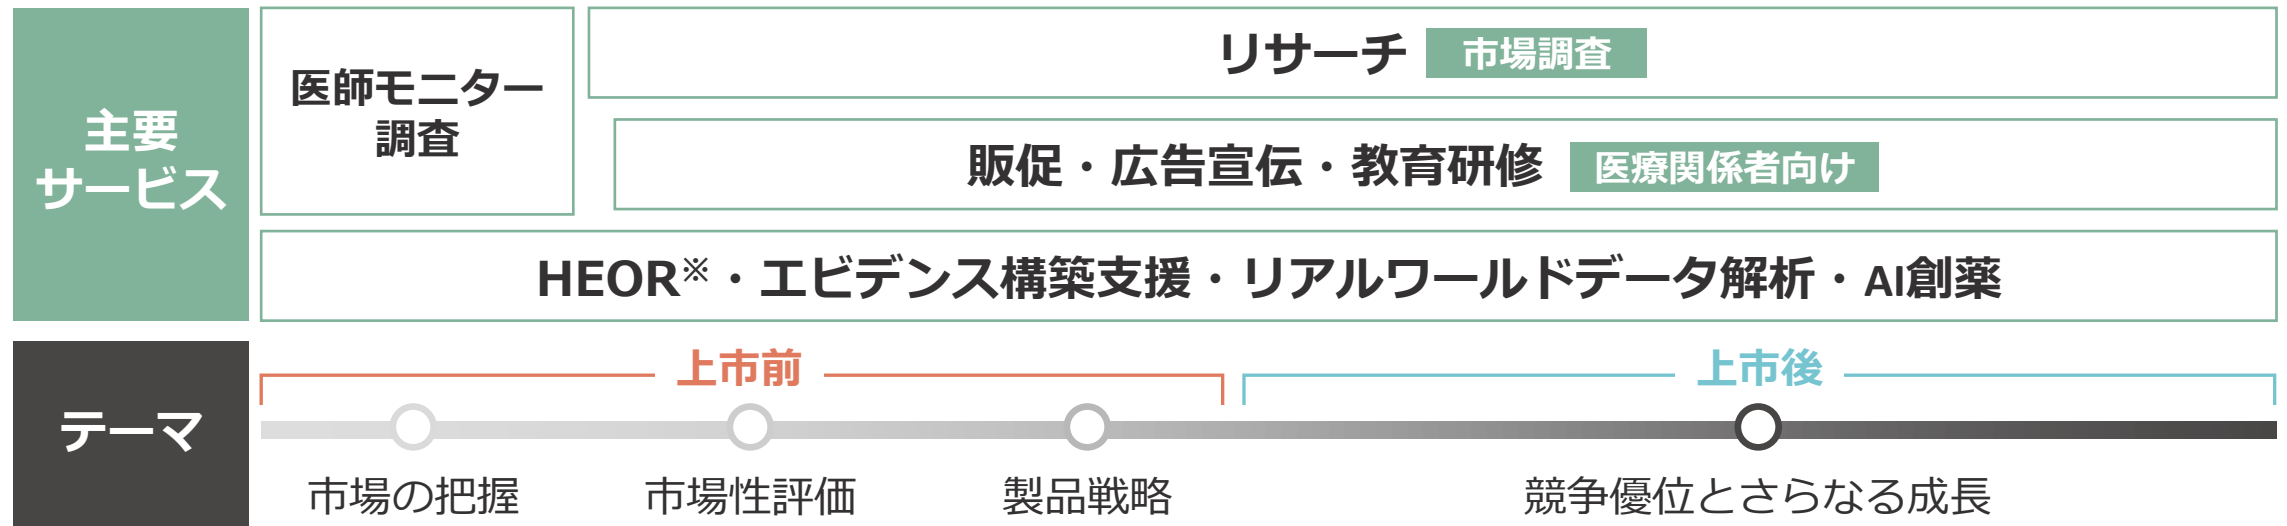 主要
サービス
医師モニター
調査
リサーチ 市場調査
販促・広告宣伝・教育研修 医療関係者向け
HEOR※・エビデンス構築支援・リアルワールドデータ解析・AI創薬
テーマ
上市前
上市後
市場の把握
市場性評価
製品戦略
競争優位とさらなる成長